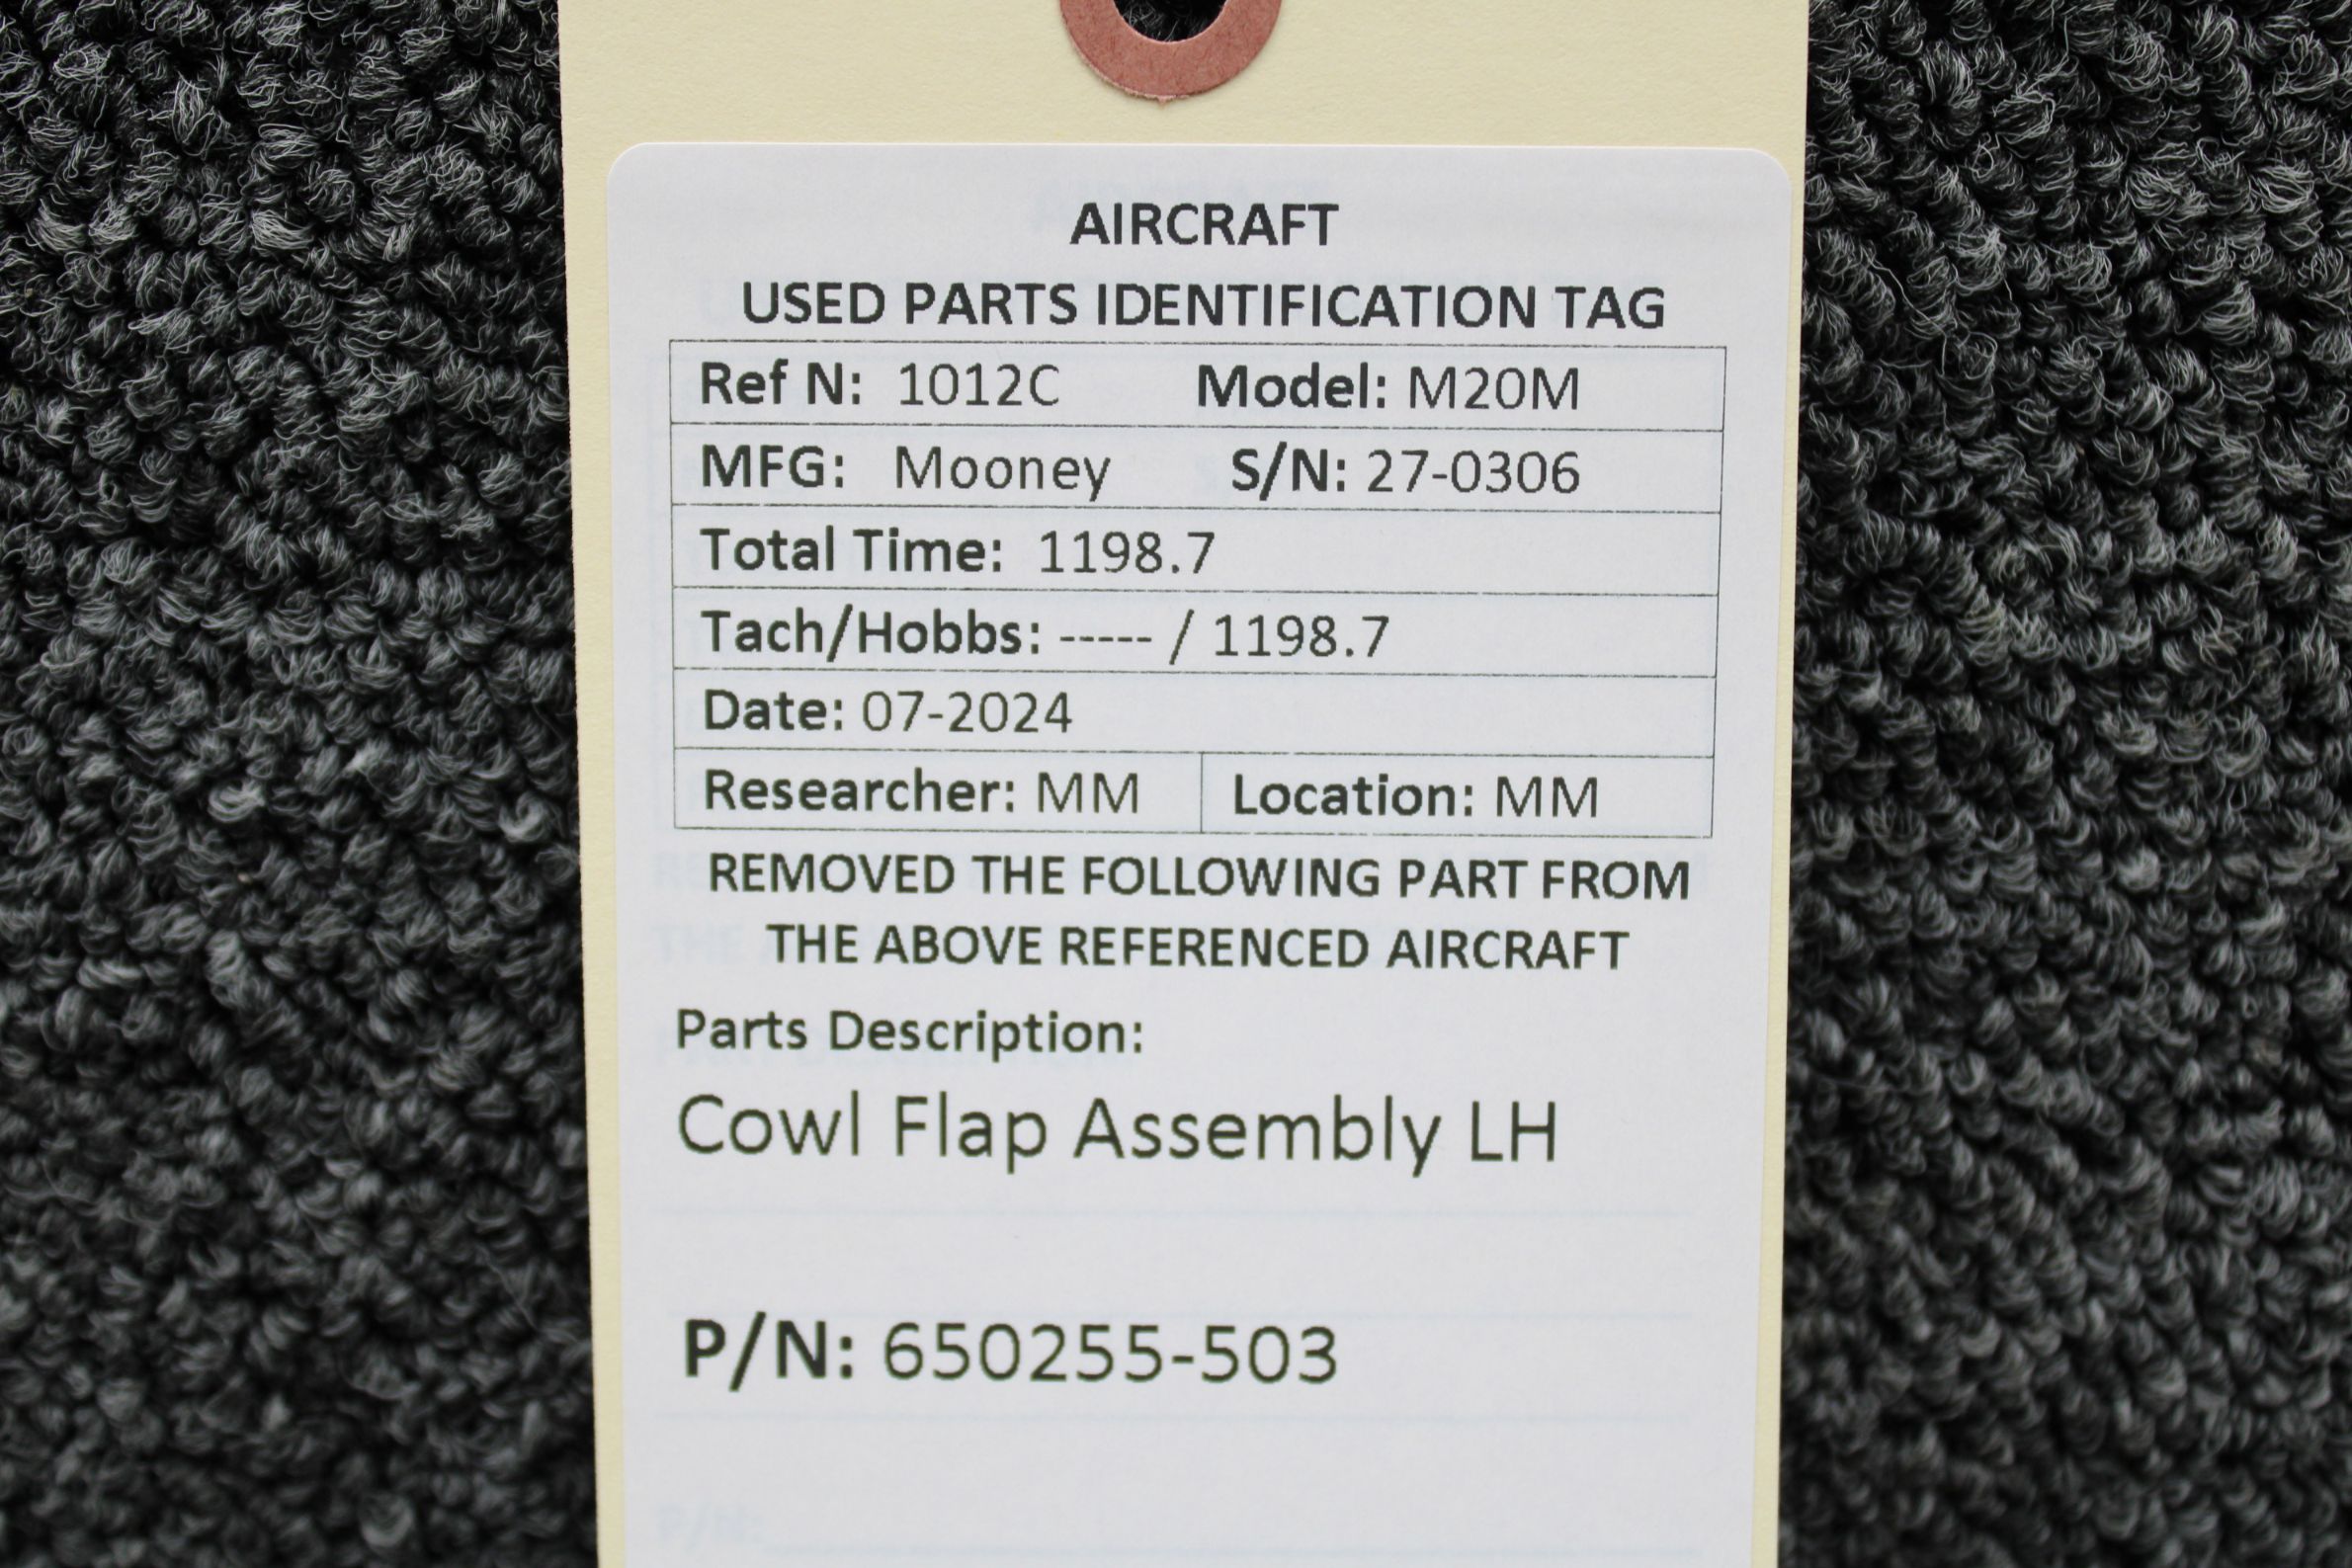 AIRCRAFT
USED PARTS IDENTIFICATION TAG
Ref N: 1012C Model: M20M
MFG: Mooney S/N: 27-0306
Total Time: 1198.7
Tach/Hobbs: ----- / 1198.7
Date: 07-2024
Researcher: MM Location: MM
REMOVED THE FOLLOWING PART FROM
THE ABOVE REFERENCED AIRCRAFT
Parts Description:
Cowl Flap Assembly LH
P/N: 650255-503
P/N: